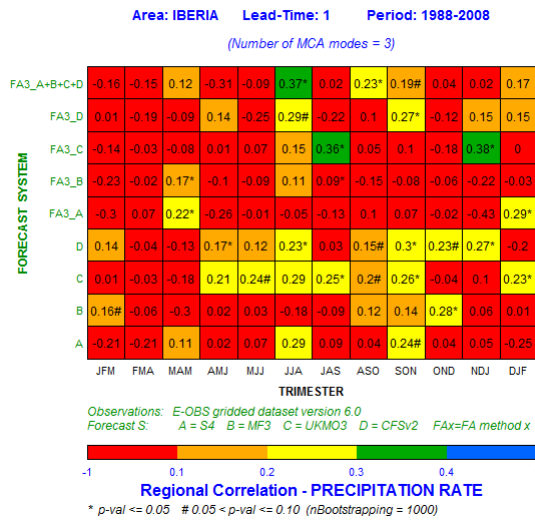 Area: IBERIA Lead-Time: 1 Period: 1988-2008
(Number of MCA modes = 3)
FORECAST SYSTEM
FA3_A+B+C+D -0.16 -0.15 0.12 -0.31 -0.09 0.37* 0.02 0.23* 0.19# 0.04 0.02 0.17
FA3_D 0.01 -0.19 -0.09 0.14 -0.25 0.29# -0.22 0.1 0.27* -0.12 0.15 0.15
FA3_C -0.14 -0.03 -0.08 0.01 0.07 0.15 0.36* 0.05 0.1 -0.18 0.38* 0
FA3_B -0.23 -0.02 0.17* -0.1 -0.09 0.11 0.09* -0.15 -0.08 -0.06 -0.22 -0.03
FA3_A -0.3 0.07 0.22* -0.26 -0.01 -0.05 -0.13 0.1 0.07 -0.02 -0.43 0.29*
D 0.14 -0.04 -0.13 0.17* 0.12 0.23* 0.03 0.15# 0.3* 0.23# 0.27* -0.2
C 0.01 -0.03 -0.18 0.21 0.24# 0.29 0.25* 0.2# 0.26* -0.04 0.1 0.23*
B 0.16# -0.06 -0.3 0.02 0.03 -0.18 -0.09 0.12 0.14 0.28* 0.06 0.01
A -0.21 -0.21 0.11 0.02 0.07 0.29 0.09 0.04 0.24# 0.04 0.05 -0.25
JFM FMA MAM AMJ MJJ JJA JAS ASO SON OND NDJ DJF
TRIMESTER
Observations: E-OBS gridded dataset version 6.0
Forecast S: A = S4 B = MF3 C = UKMO3 D = CFSv2 FAx=FA method x
-1 0.1 0.2 0.3 0.4
Regional Correlation - PRECIPITATION RATE
* p-val <= 0.05 # 0.05 < p-val <= 0.10 (nBootstrapping = 1000)